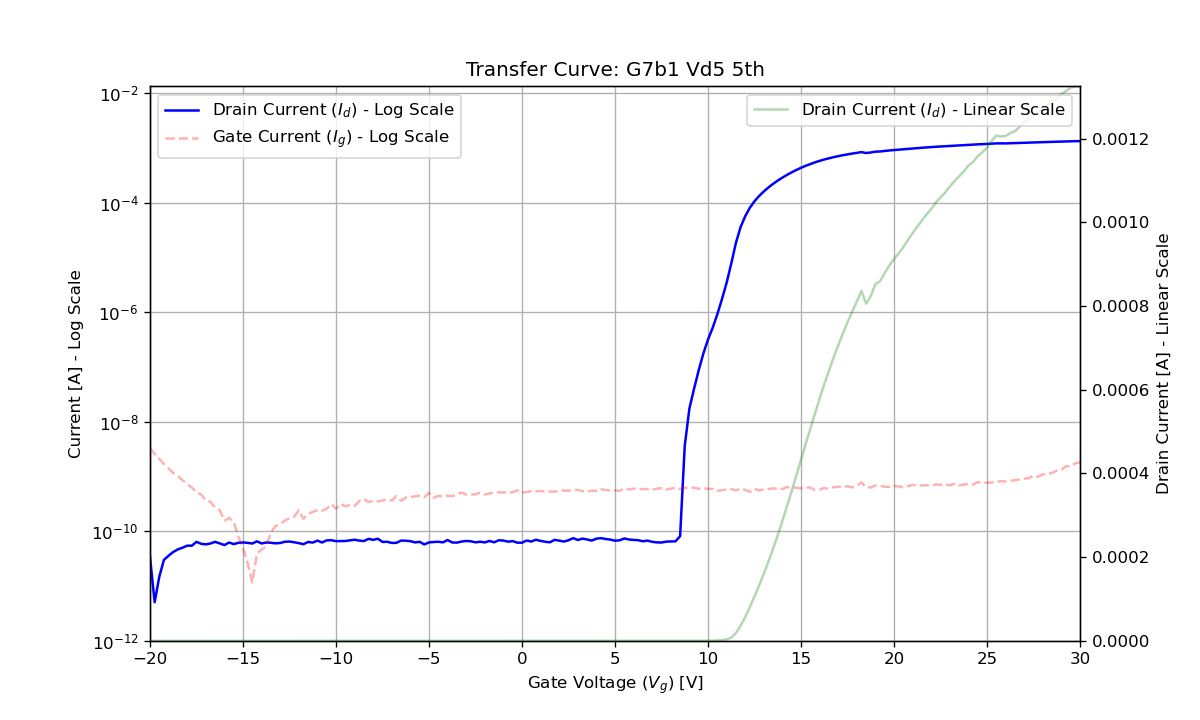 Transfer Curve: G7b1 Vd5 5th
Drain Current (I_d) - Log Scale
Gate Current (I_g) - Log Scale
Drain Current (I_d) - Linear Scale
Current [A] - Log Scale
10^−2
10^−4
10^−6
10^−8
10^−10
10^−12
0.0012
0.0010
0.0008
0.0006
0.0004
0.0002
0.0000
Drain Current [A] - Linear Scale
−20 −15 −10 −5 0 5 10 15 20 25 30
Gate Voltage (V_g) [V]